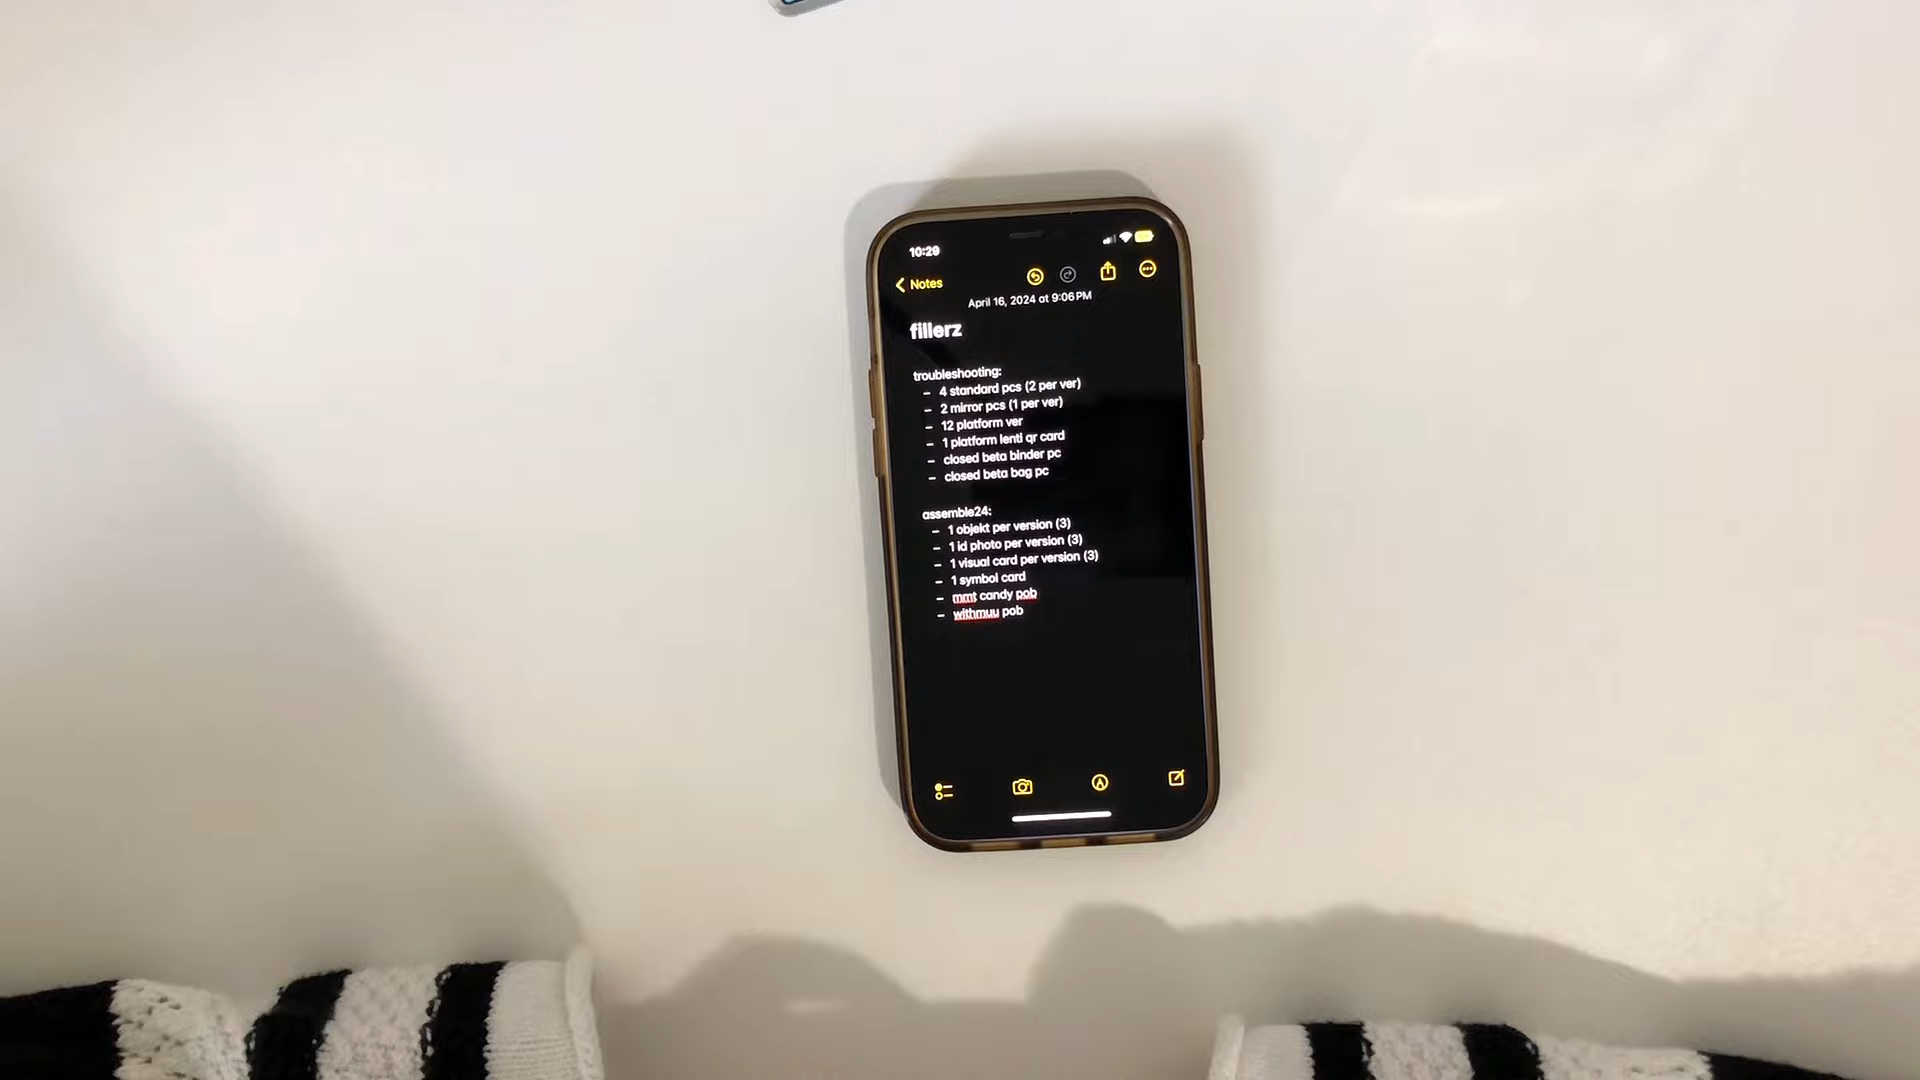 10:29
Notes
April 16, 2024 at 9:06 PM
fillerz
troubleshooting:
– 4 standard pcs (2 per ver)
– 2 mirror pcs (1 per ver)
– 12 platform ver
– 1 platform lenti qr card
– closed beta binder pc
– closed beta bag pc
assemble24:
– 1 objekt per version (3)
– 1 id photo per version (3)
– 1 visual card per version (3)
– 1 symbol card
– mmt candy pob
– withmuu pob